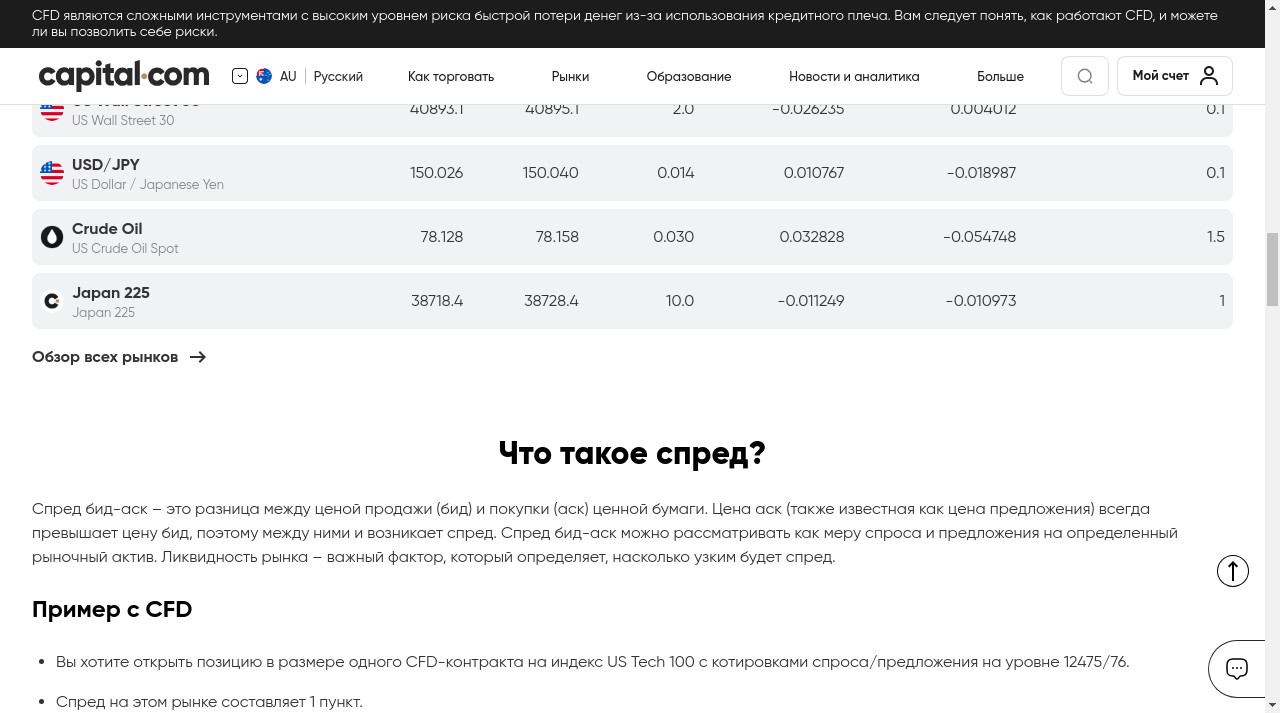 CFD являются сложными инструментами с высоким уровнем риска быстрой потери денег из-за использования кредитного плеча. Вам следует понять, как работают CFD, и можете
ли вы позволить себе риски.
capital.com AU Русский Как торговать Рынки Образование Новости и аналитика Больше Мой счет
US Wall Street 30 40893.1 40895.1 2.0 -0.026235 0.004012 0.1
US Wall Street 30
USD/JPY 150.026 150.040 0.014 0.010767 -0.018987 0.1
US Dollar / Japanese Yen
Crude Oil 78.128 78.158 0.030 0.032828 -0.054748 1.5
US Crude Oil Spot
Japan 225 38718.4 38728.4 10.0 -0.011249 -0.010973 1
Japan 225
Обзор всех рынков
Что такое спред?
Спред бид-аск – это разница между ценой продажи (бид) и покупки (аск) ценной бумаги. Цена аск (также известная как цена предложения) всегда
превышает цену бид, поэтому между ними и возникает спред. Спред бид-аск можно рассматривать как меру спроса и предложения на определенный
рыночный актив. Ликвидность рынка – важный фактор, который определяет, насколько узким будет спред.
Пример с CFD
Вы хотите открыть позицию в размере одного CFD-контракта на индекс US Tech 100 с котировками спроса/предложения на уровне 12475/76.
Спред на этом рынке составляет 1 пункт.